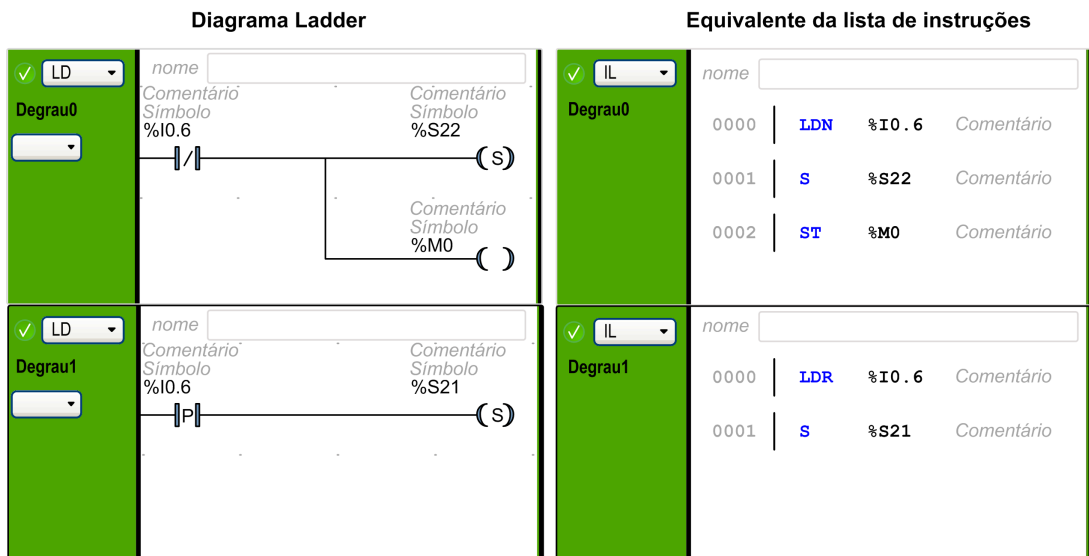 Diagrama Ladder
Equivalente da lista de instruções
LD
nome
Degrau0
Comentário
Símbolo
%I0.6
Comentário
Símbolo
%S22
S
Comentário
Símbolo
%M0
IL
nome
Degrau0
0000 LDN %I0.6 Comentário
0001 S %S22 Comentário
0002 ST %M0 Comentário
LD
nome
Degrau1
Comentário
Símbolo
%I0.6
P
Comentário
Símbolo
%S21
S
IL
nome
Degrau1
0000 LDR %I0.6 Comentário
0001 S %S21 Comentário